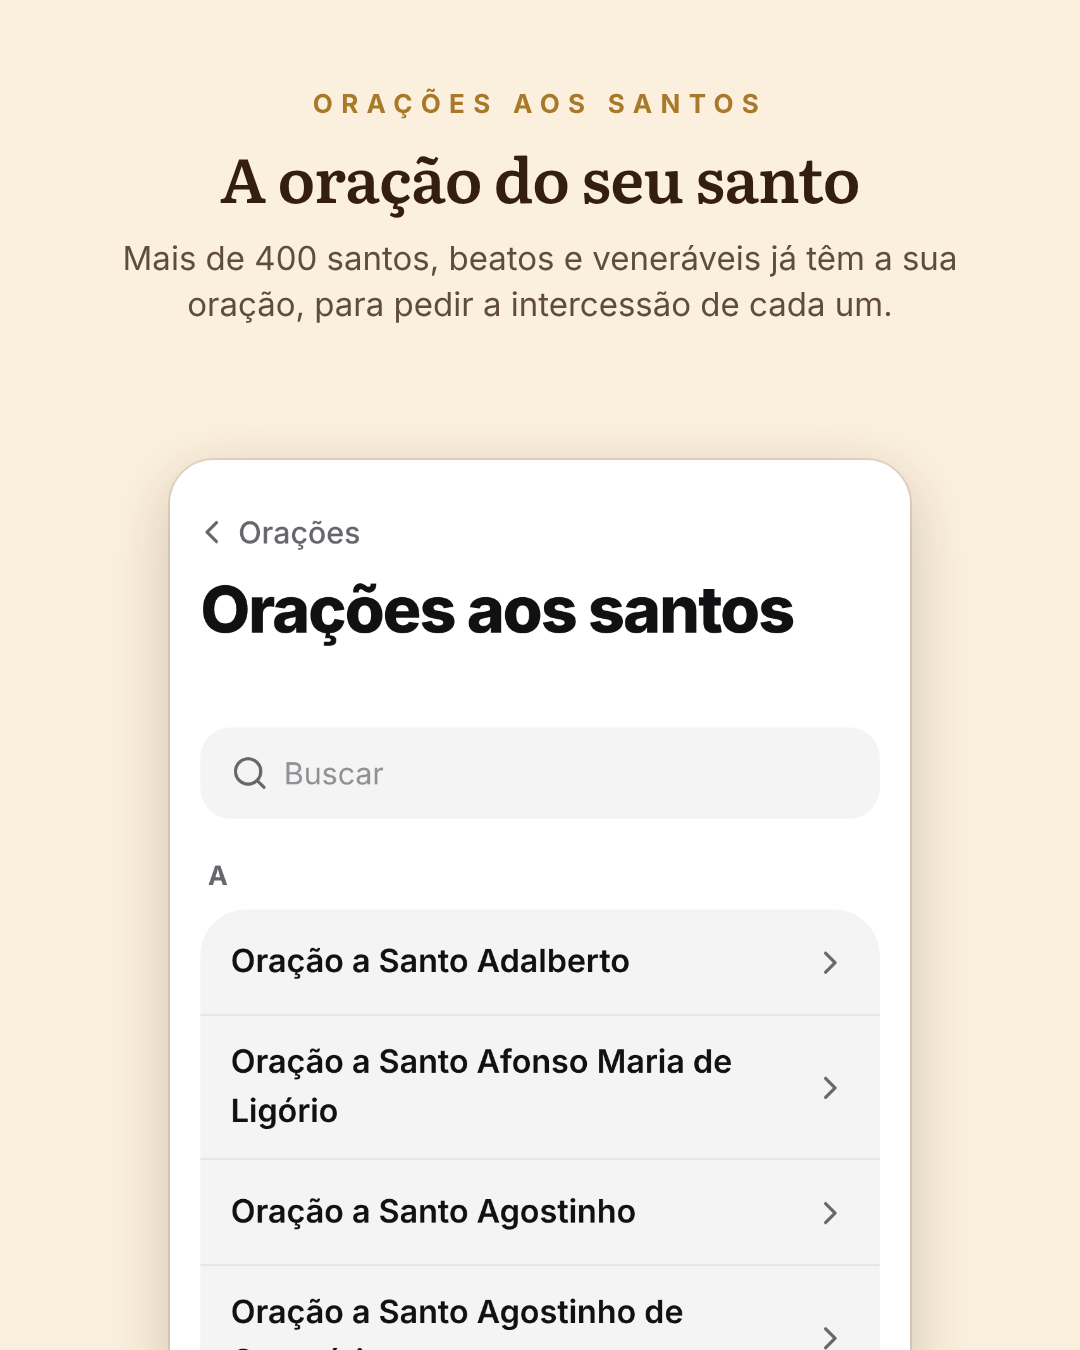 ORAÇÕES AOS SANTOS
A oração do seu santo
Mais de 400 santos, beatos e veneráveis já têm a sua
oração, para pedir a intercessão de cada um.
Orações
Orações aos santos
Buscar
A
Oração a Santo Adalberto
Oração a Santo Afonso Maria de
Ligório
Oração a Santo Agostinho
Oração a Santo Agostinho de